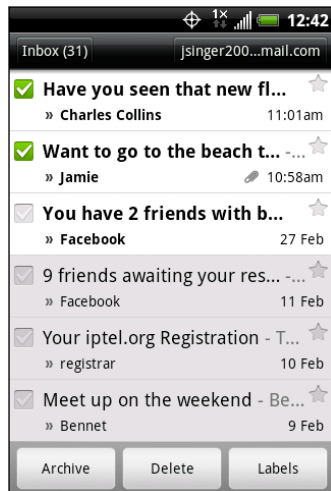 1X 12:42
Inbox (31) jsinger200...mail.com
Have you seen that new fl...
» Charles Collins 11:01am
Want to go to the beach t... -...
» Jamie 10:58am
You have 2 friends with b...
» Facebook 27 Feb
9 friends awaiting your res... -...
» Facebook 11 Feb
Your iptel.org Registration - T...
» registrar 10 Feb
Meet up on the weekend - Be...
» Bennet 9 Feb
Archive Delete Labels